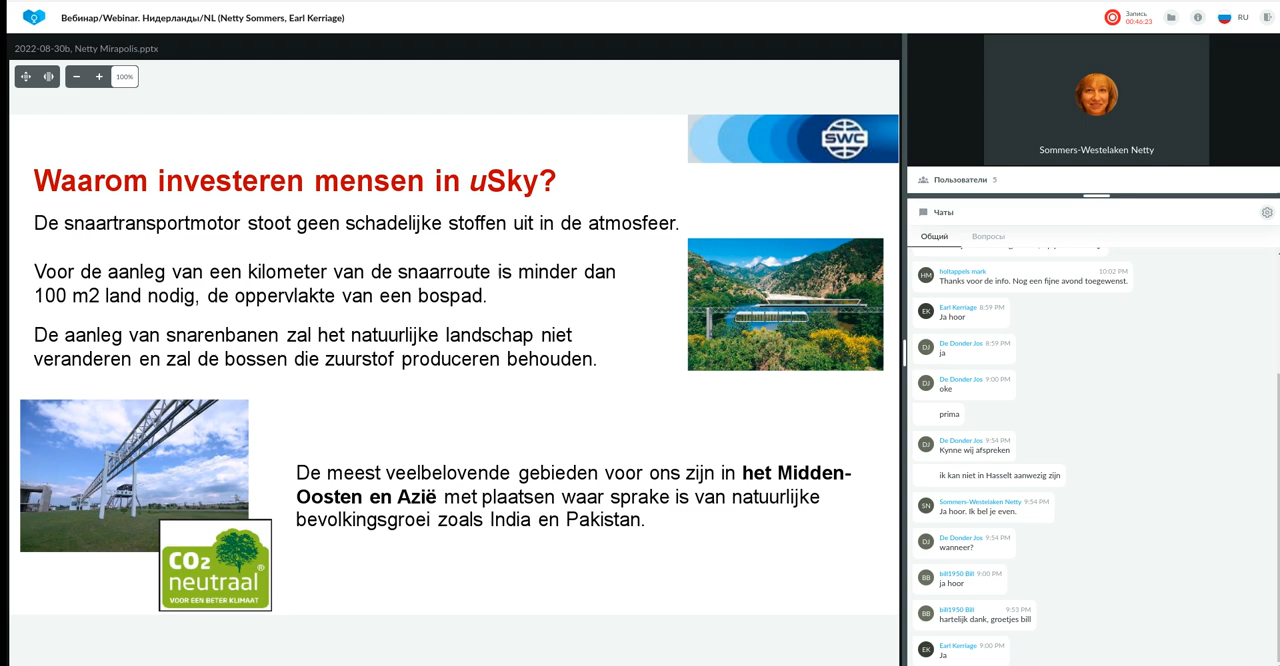 Вебинар/Webinar. Нидерланды/NL (Netty Sommers, Earl Kerriage)
Запись
00:46:23
RU
2022-08-30b, Netty Mirapolis.pptx
100%
SWC
Waarom investeren mensen in uSky?
De snaartransportmotor stoot geen schadelijke stoffen uit in de atmosfeer.
Voor de aanleg van een kilometer van de snaarroute is minder dan
100 m2 land nodig, de oppervlakte van een bospad.
De aanleg van snarenbanen zal het natuurlijke landschap niet
veranderen en zal de bossen die zuurstof produceren behouden.
De meest veelbelovende gebieden voor ons zijn in het Midden-
Oosten en Azië met plaatsen waar sprake is van natuurlijke
bevolkingsgroei zoals India en Pakistan.
CO2
neutraal®
VOOR EEN BETER KLIMAAT
Sommers-Westelaken Netty
Пользователи 5
Чаты
Общий Вопросы
HM holtappels mark 10:02 PM
Thanks voor de info. Nog een fijne avond toegewenst.
EK Earl Kerriage 8:59 PM
Ja hoor
DJ De Donder Jos 8:59 PM
ja
DJ De Donder Jos 9:00 PM
oke
prima
DJ De Donder Jos 9:54 PM
Kynne wij afspreken
ik kan niet in Hasselt aanwezig zijn
SN Sommers-Westelaken Netty 9:54 PM
Ja hoor. Ik bel je even.
DJ De Donder Jos 9:54 PM
wanneer?
BB bill1950 Bill 9:00 PM
ja hoor
BB bill1950 Bill 9:53 PM
hartelijk dank, groetjes bill
EK Earl Kerriage 9:00 PM
Ja